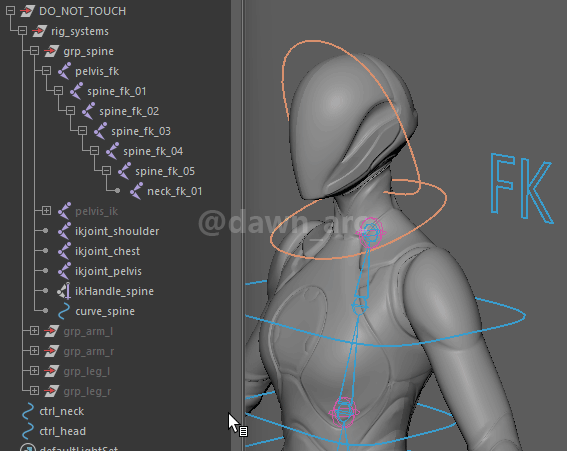 DO_NOT_TOUCH
rig_systems
grp_spine
pelvis_fk
spine_fk_01
spine_fk_02
spine_fk_03
spine_fk_04
spine_fk_05
neck_fk_01
pelvis_ik
ikjoint_shoulder
ikjoint_chest
ikjoint_pelvis
ikHandle_spine
curve_spine
grp_arm_l
grp_arm_r
grp_leg_l
grp_leg_r
ctrl_neck
ctrl_head
defaultLightSet
FK
@dawn_arc